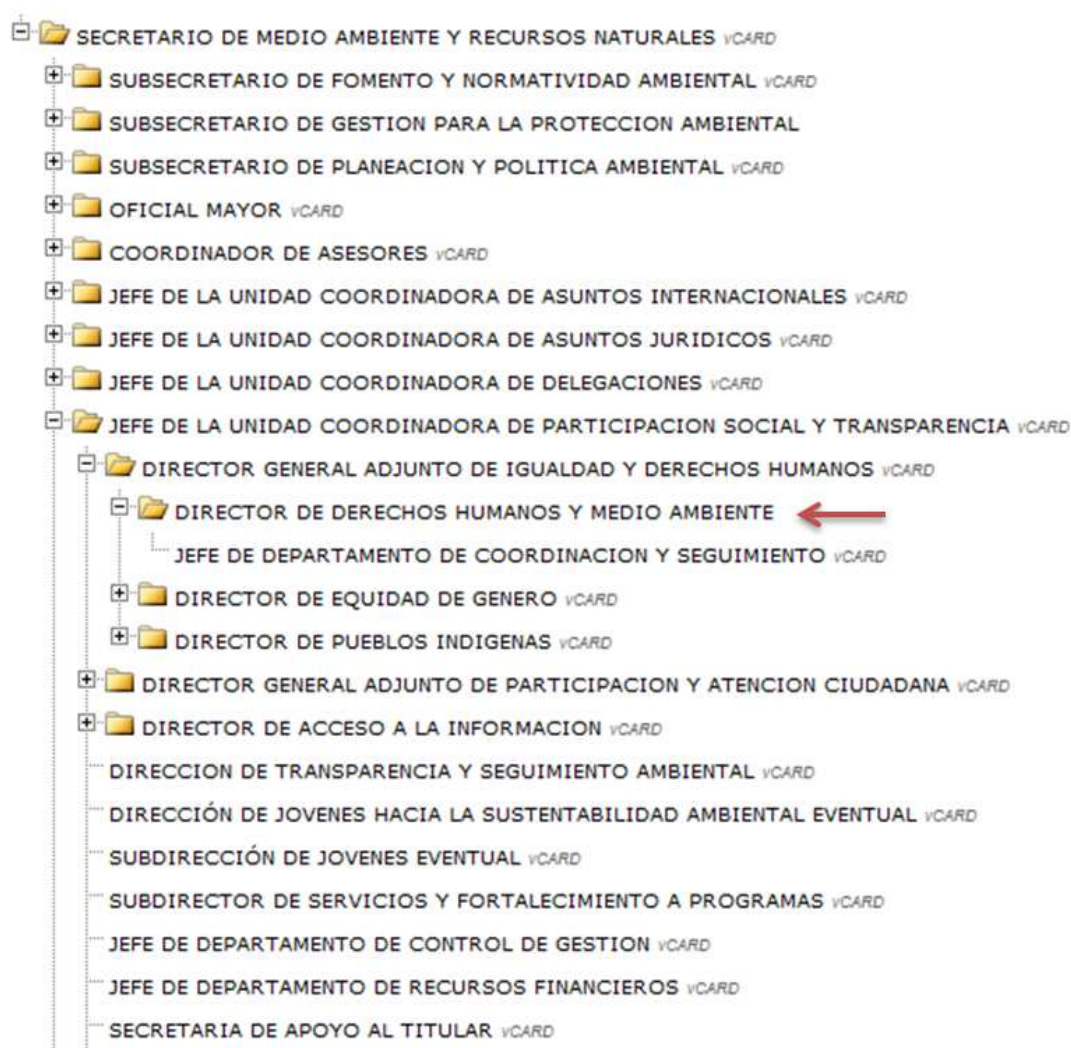 SECRETARIO DE MEDIO AMBIENTE Y RECURSOS NATURALES vCARD
SUBSECRETARIO DE FOMENTO Y NORMATIVIDAD AMBIENTAL vCARD
SUBSECRETARIO DE GESTION PARA LA PROTECCION AMBIENTAL
SUBSECRETARIO DE PLANEACION Y POLITICA AMBIENTAL vCARD
OFICIAL MAYOR vCARD
COORDINADOR DE ASESORES vCARD
JEFE DE LA UNIDAD COORDINADORA DE ASUNTOS INTERNACIONALES vCARD
JEFE DE LA UNIDAD COORDINADORA DE ASUNTOS JURIDICOS vCARD
JEFE DE LA UNIDAD COORDINADORA DE DELEGACIONES vCARD
JEFE DE LA UNIDAD COORDINADORA DE PARTICIPACION SOCIAL Y TRANSPARENCIA vCARD
DIRECTOR GENERAL ADJUNTO DE IGUALDAD Y DERECHOS HUMANOS vCARD
DIRECTOR DE DERECHOS HUMANOS Y MEDIO AMBIENTE
JEFE DE DEPARTAMENTO DE COORDINACION Y SEGUIMIENTO vCARD
DIRECTOR DE EQUIDAD DE GENERO vCARD
DIRECTOR DE PUEBLOS INDIGENAS vCARD
DIRECTOR GENERAL ADJUNTO DE PARTICIPACION Y ATENCION CIUDADANA vCARD
DIRECTOR DE ACCESO A LA INFORMACION vCARD
DIRECCION DE TRANSPARENCIA Y SEGUIMIENTO AMBIENTAL vCARD
DIRECCIÓN DE JOVENES HACIA LA SUSTENTABILIDAD AMBIENTAL EVENTUAL vCARD
SUBDIRECCIÓN DE JOVENES EVENTUAL vCARD
SUBDIRECTOR DE SERVICIOS Y FORTALECIMIENTO A PROGRAMAS vCARD
JEFE DE DEPARTAMENTO DE CONTROL DE GESTION vCARD
JEFE DE DEPARTAMENTO DE RECURSOS FINANCIEROS vCARD
SECRETARIA DE APOYO AL TITULAR vCARD